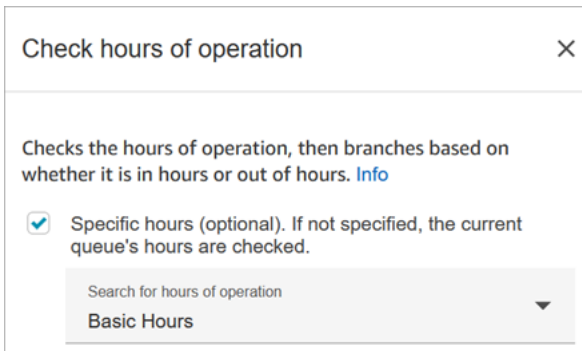 Check hours of operation
Checks the hours of operation, then branches based on
whether it is in hours or out of hours. Info
Specific hours (optional). If not specified, the current
queue's hours are checked.
Search for hours of operation
Basic Hours